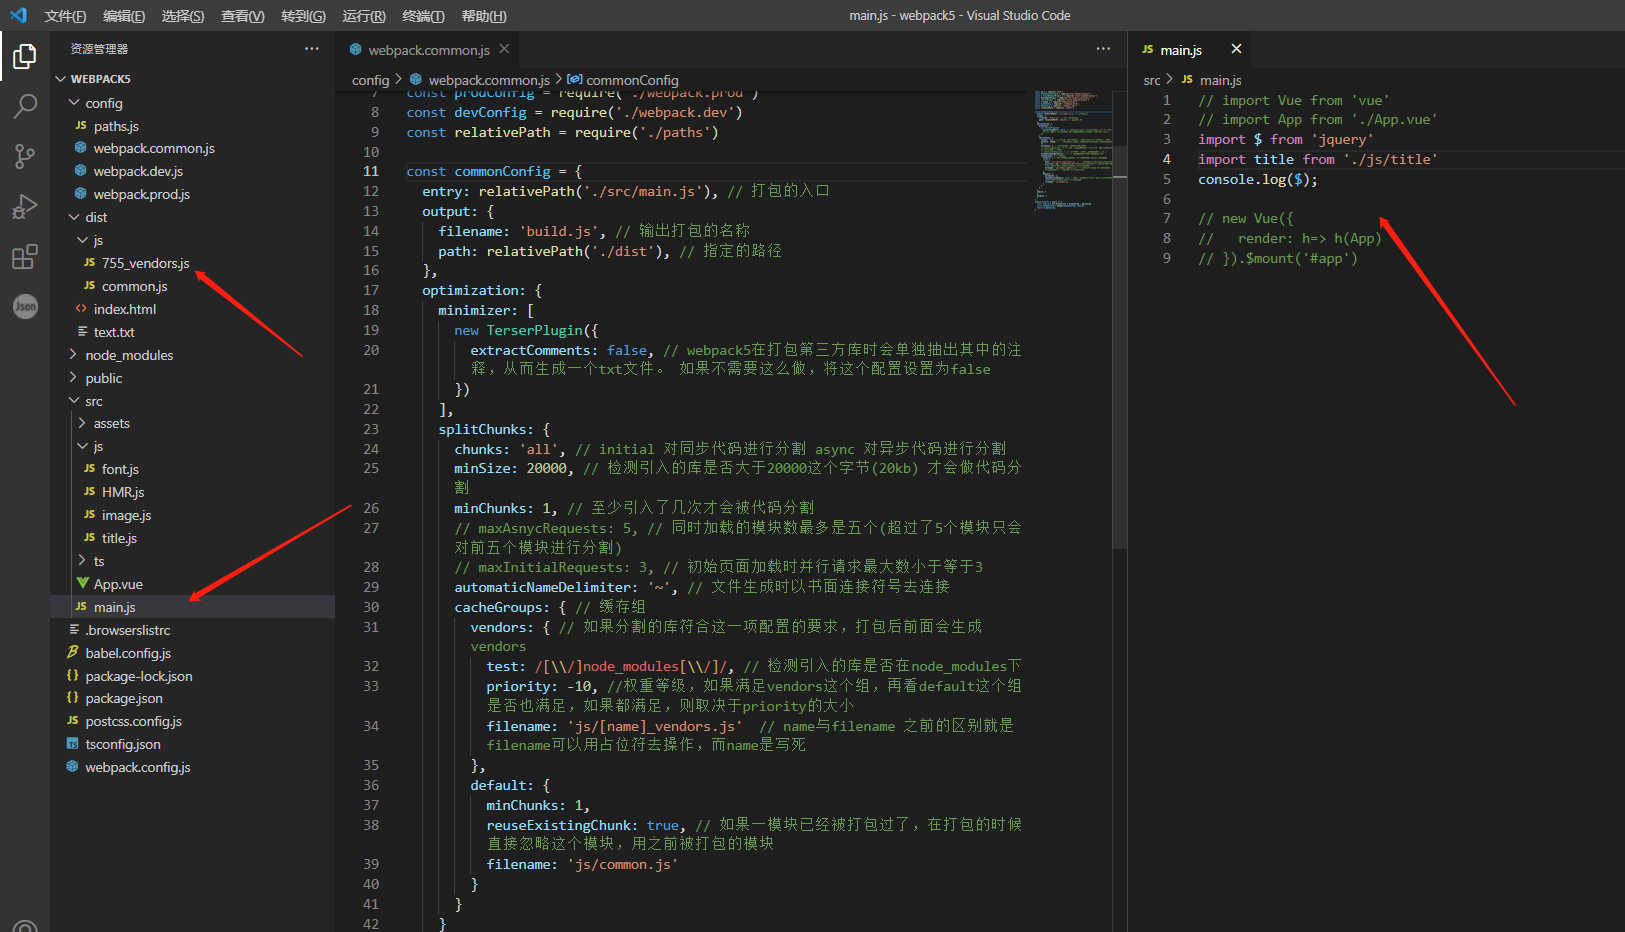 文件(F) 编辑(E) 选择(S) 查看(V) 转到(G) 运行(R) 终端(T) 帮助(H)
main.js - webpack5 - Visual Studio Code
资源管理器
WEBPACK5
config
paths.js
webpack.common.js
webpack.dev.js
webpack.prod.js
dist
js
755_vendors.js
common.js
index.html
text.txt
node_modules
public
src
assets
js
font.js
HMR.js
image.js
title.js
ts
App.vue
main.js
.browserslistrc
babel.config.js
package-lock.json
package.json
postcss.config.js
tsconfig.json
webpack.config.js
Json
webpack.common.js
config > webpack.common.js > commonConfig
7 const prodConfig = require('./webpack.prod')
8 const devConfig = require('./webpack.dev')
9 const relativePath = require('./paths')
10
11 const commonConfig = {
12 entry: relativePath('./src/main.js'), // 打包的入口
13 output: {
14 filename: 'build.js', // 输出打包的名称
15 path: relativePath('./dist'), // 指定的路径
16 },
17 optimization: {
18 minimizer: [
19 new TerserPlugin({
20 extractComments: false, // webpack5在打包第三方库时会单独抽出其中的注
释，从而生成一个txt文件。 如果不需要这么做，将这个配置设置为false
21 })
22 ],
23 splitChunks: {
24 chunks: 'all', // initial 对同步代码进行分割 async 对异步代码进行分割
25 minSize: 20000, // 检测引入的库是否大于20000这个字节(20kb) 才会做代码分
割
26 minChunks: 1, // 至少引入了几次才会被代码分割
27 // maxAsnycRequests: 5, // 同时加载的模块数最多是五个(超过了5个模块只会
对前五个模块进行分割)
28 // maxInitialRequests: 3, // 初始页面加载时并行请求最大数小于等于3
29 automaticNameDelimiter: '~', // 文件生成时以书面连接符号去连接
30 cacheGroups: { // 缓存组
31 vendors: { // 如果分割的库符合这一项配置的要求，打包后前面会生成
vendors
32 test: /[\\/]node_modules[\\/]/, // 检测引入的库是否在node_modules下
33 priority: -10, //权重等级，如果满足vendors这个组，再看default这个组
是否也满足，如果都满足，则取决于priority的大小
34 filename: 'js/[name]_vendors.js' // name与filename 之前的区别就是
filename可以用占位符去操作，而name是写死
35 },
36 default: {
37 minChunks: 1,
38 reuseExistingChunk: true, // 如果一模块已经被打包过了，在打包的时候
直接忽略这个模块，用之前被打包的模块
39 filename: 'js/common.js'
40 }
41 }
42 }
main.js
src > main.js
1 // import Vue from 'vue'
2 // import App from './App.vue'
3 import $ from 'jquery'
4 import title from './js/title'
5 console.log($);
6
7 // new Vue({
8 // render: h=> h(App)
9 // }).$mount('#app')